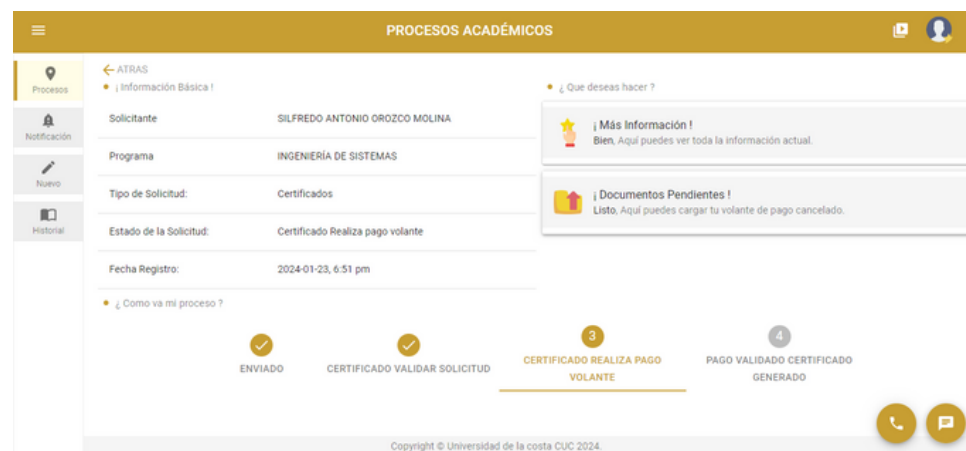 PROCESOS ACADÉMICOS
Procesos
Notificación
Nuevo
Historial
ATRAS
¡ Información Básica !
Solicitante SILFREDO ANTONIO OROZCO MOLINA
Programa INGENIERÍA DE SISTEMAS
Tipo de Solicitud: Certificados
Estado de la Solicitud: Certificado Realiza pago volante
Fecha Registro: 2024-01-23, 6:51 pm
¿ Que deseas hacer ?
¡ Más Información !
Bien, Aquí puedes ver toda la información actual.
¡ Documentos Pendientes !
Listo, Aquí puedes cargar tu volante de pago cancelado.
¿ Como va mi proceso ?
ENVIADO
CERTIFICADO VALIDAR SOLICITUD
3
CERTIFICADO REALIZA PAGO
VOLANTE
4
PAGO VALIDADO CERTIFICADO
GENERADO
Copyright © Universidad de la costa CUC 2024.